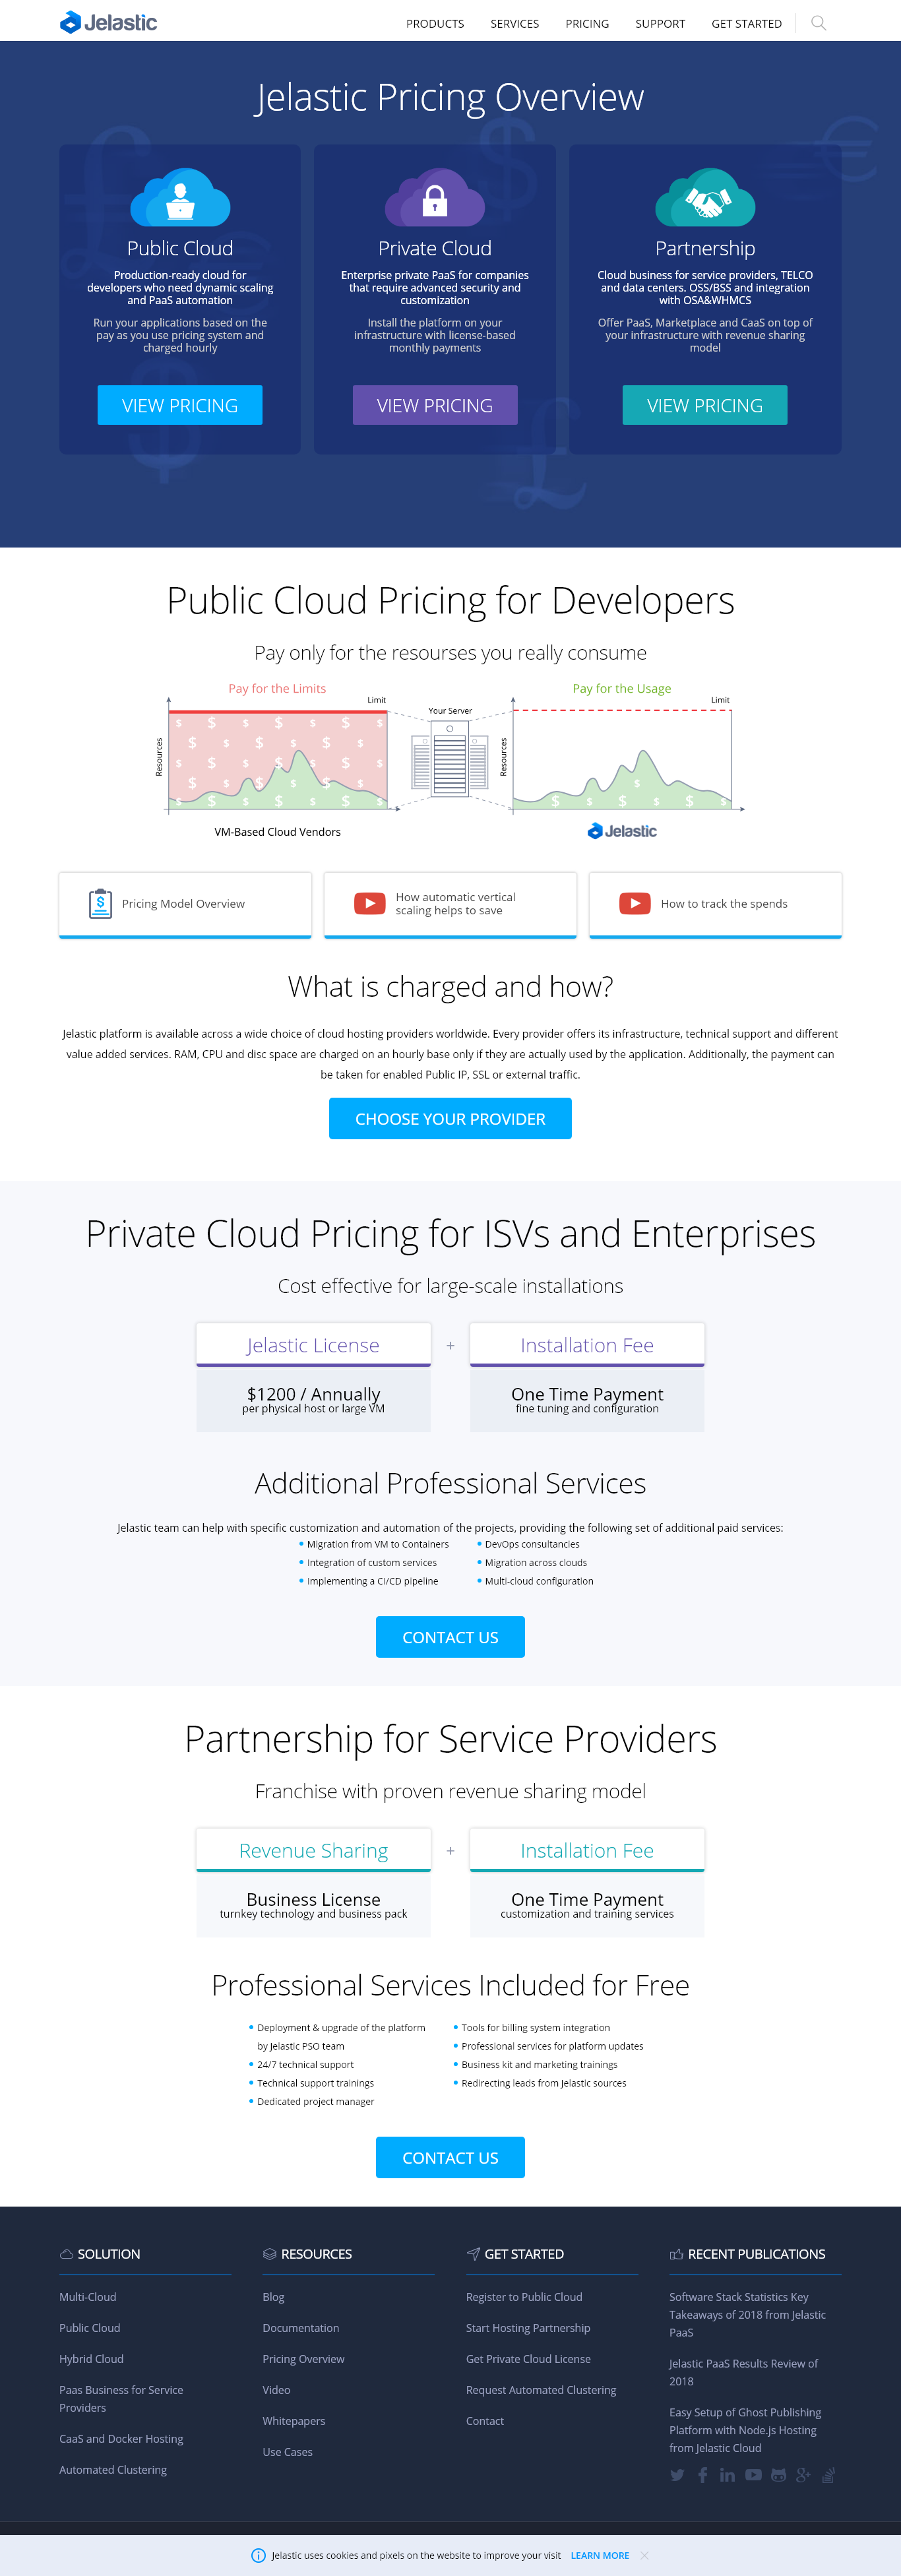 Jelastic
PRODUCTS SERVICES PRICING SUPPORT GET STARTED
Jelastic Pricing Overview
Public Cloud
Production-ready cloud for
developers who need dynamic scaling
and PaaS automation
Run your applications based on the
pay as you use pricing system and
charged hourly
VIEW PRICING
Private Cloud
Enterprise private PaaS for companies
that require advanced security and
customization
Install the platform on your
infrastructure with license-based
monthly payments
VIEW PRICING
Partnership
Cloud business for service providers, TELCO
and data centers. OSS/BSS and integration
with OSA&WHMCS
Offer PaaS, Marketplace and CaaS on top of
your infrastructure with revenue sharing
model
VIEW PRICING
Public Cloud Pricing for Developers
Pay only for the resourses you really consume
Pay for the Limits
Limit
Resources
VM-Based Cloud Vendors
Your Server
Pay for the Usage
Limit
Resources
Jelastic
Pricing Model Overview
How automatic vertical
scaling helps to save
How to track the spends
What is charged and how?
Jelastic platform is available across a wide choice of cloud hosting providers worldwide. Every provider offers its infrastructure, technical support and different
value added services. RAM, CPU and disc space are charged on an hourly base only if they are actually used by the application. Additionally, the payment can
be taken for enabled Public IP, SSL or external traffic.
CHOOSE YOUR PROVIDER
Private Cloud Pricing for ISVs and Enterprises
Cost effective for large-scale installations
Jelastic License
$1200 / Annually
per physical host or large VM
+
Installation Fee
One Time Payment
fine tuning and configuration
Additional Professional Services
Jelastic team can help with specific customization and automation of the projects, providing the following set of additional paid services:
Migration from VM to Containers
Integration of custom services
Implementing a CI/CD pipeline
DevOps consultancies
Migration across clouds
Multi-cloud configuration
CONTACT US
Partnership for Service Providers
Franchise with proven revenue sharing model
Revenue Sharing
Business License
turnkey technology and business pack
+
Installation Fee
One Time Payment
customization and training services
Professional Services Included for Free
Deployment & upgrade of the platform
by Jelastic PSO team
24/7 technical support
Technical support trainings
Dedicated project manager
Tools for billing system integration
Professional services for platform updates
Business kit and marketing trainings
Redirecting leads from Jelastic sources
CONTACT US
SOLUTION
Multi-Cloud
Public Cloud
Hybrid Cloud
Paas Business for Service
Providers
CaaS and Docker Hosting
Automated Clustering
RESOURCES
Blog
Documentation
Pricing Overview
Video
Whitepapers
Use Cases
GET STARTED
Register to Public Cloud
Start Hosting Partnership
Get Private Cloud License
Request Automated Clustering
Contact
RECENT PUBLICATIONS
Software Stack Statistics Key
Takeaways of 2018 from Jelastic
PaaS
Jelastic PaaS Results Review of
2018
Easy Setup of Ghost Publishing
Platform with Node.js Hosting
from Jelastic Cloud
Jelastic uses cookies and pixels on the website to improve your visit LEARN MORE